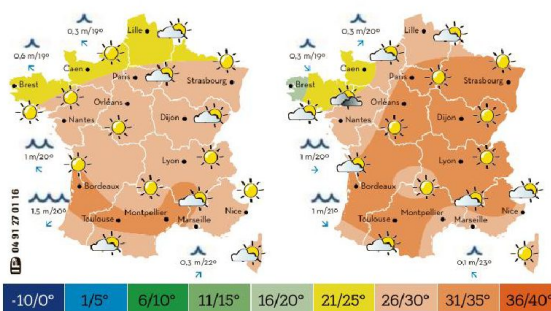 0,3 m/19°
Lille
0,6 m/19°
Caen
Paris
Strasbourg
Brest
Orléans
Nantes
Dijon
1 m/20°
Lyon
Bordeaux
1,5 m/20°
Toulouse
Montpellier
Marseille
Nice
0,3 m/22°
04 91 27 01 16
0,3 m/20°
Lille
0,3 m/19°
Caen
Paris
Strasbourg
Brest
Orléans
Nantes
Dijon
1 m/20°
Lyon
Bordeaux
1 m/21°
Toulouse
Montpellier
Marseille
Nice
0,1 m/23°
-10/0° 1/5° 6/10° 11/15° 16/20° 21/25° 26/30° 31/35° 36/40°